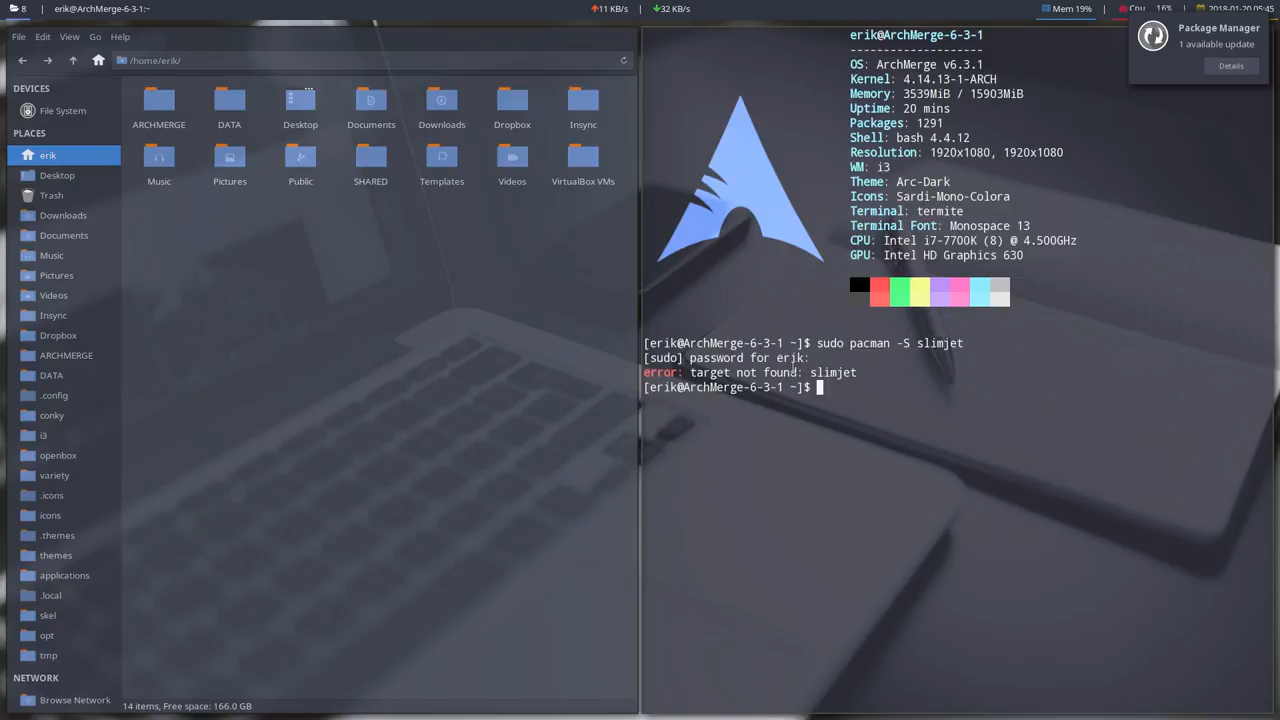 8
erik@ArchMerge-6-3-1:~
11 KB/s
32 KB/s
Mem 19%
Cpu 16%
2018-01-20 05:45
File Edit View Go Help
/home/erik/
DEVICES
File System
PLACES
erik
Desktop
Trash
Downloads
Documents
Music
Pictures
Videos
Insync
Dropbox
ARCHMERGE
DATA
.config
conky
i3
openbox
variety
.icons
icons
.themes
themes
applications
.local
skel
opt
tmp
NETWORK
Browse Network
ARCHMERGE DATA Desktop Documents Downloads Dropbox Insync
Music Pictures Public SHARED Templates Videos VirtualBox VMs
14 items, Free space: 166.0 GB
erik@ArchMerge-6-3-1
--------------------
OS: ArchMerge v6.3.1
Kernel: 4.14.13-1-ARCH
Memory: 3539MiB / 15903MiB
Uptime: 20 mins
Packages: 1291
Shell: bash 4.4.12
Resolution: 1920x1080, 1920x1080
WM: i3
Theme: Arc-Dark
Icons: Sardi-Mono-Colora
Terminal: termite
Terminal Font: Monospace 13
CPU: Intel i7-7700K (8) @ 4.500GHz
GPU: Intel HD Graphics 630
[erik@ArchMerge-6-3-1 ~]$ sudo pacman -S slimjet
[sudo] password for erik:
error: target not found: slimjet
[erik@ArchMerge-6-3-1 ~]$
Package Manager
1 available update
Details